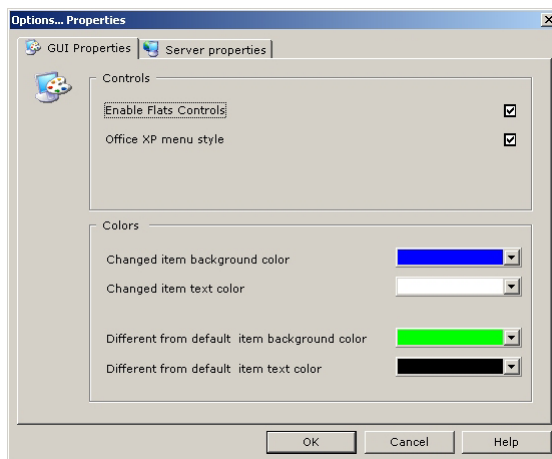 Options... Properties
GUI Properties
Server properties
Controls
Enable Flats Controls
Office XP menu style
Colors
Changed item background color
Changed item text color
Different from default item background color
Different from default item text color
OK
Cancel
Help